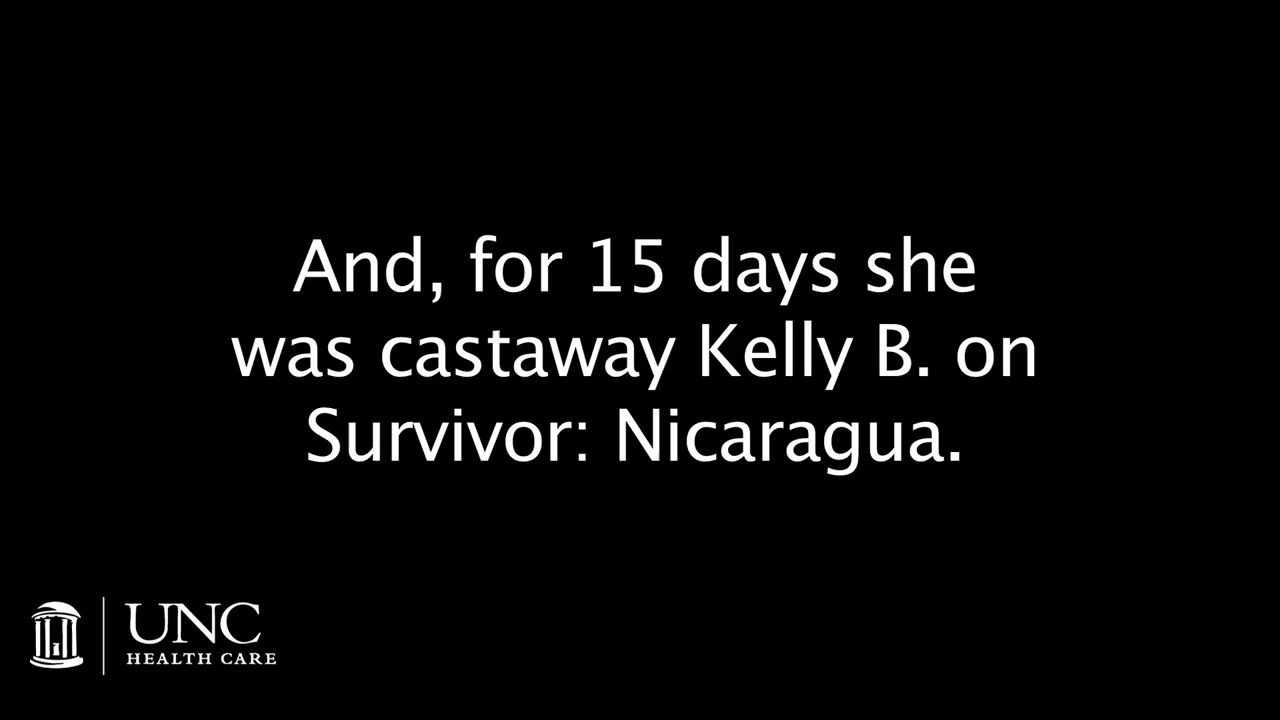 And, for 15 days she
was castaway Kelly B. on
Survivor: Nicaragua.
UNC
HEALTH CARE